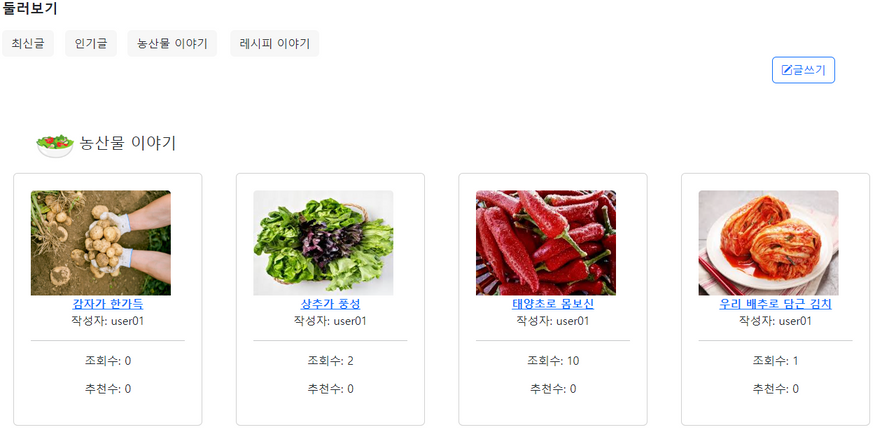 둘러보기
최신글
인기글
농산물 이야기
레시피 이야기
글쓰기
농산물 이야기
감자가 한가득
작성자: user01
조회수: 0
추천수: 0
상추가 풍성
작성자: user01
조회수: 2
추천수: 0
태양초로 몸보신
작성자: user01
조회수: 10
추천수: 0
우리 배추로 담근 김치
작성자: user01
조회수: 1
추천수: 0